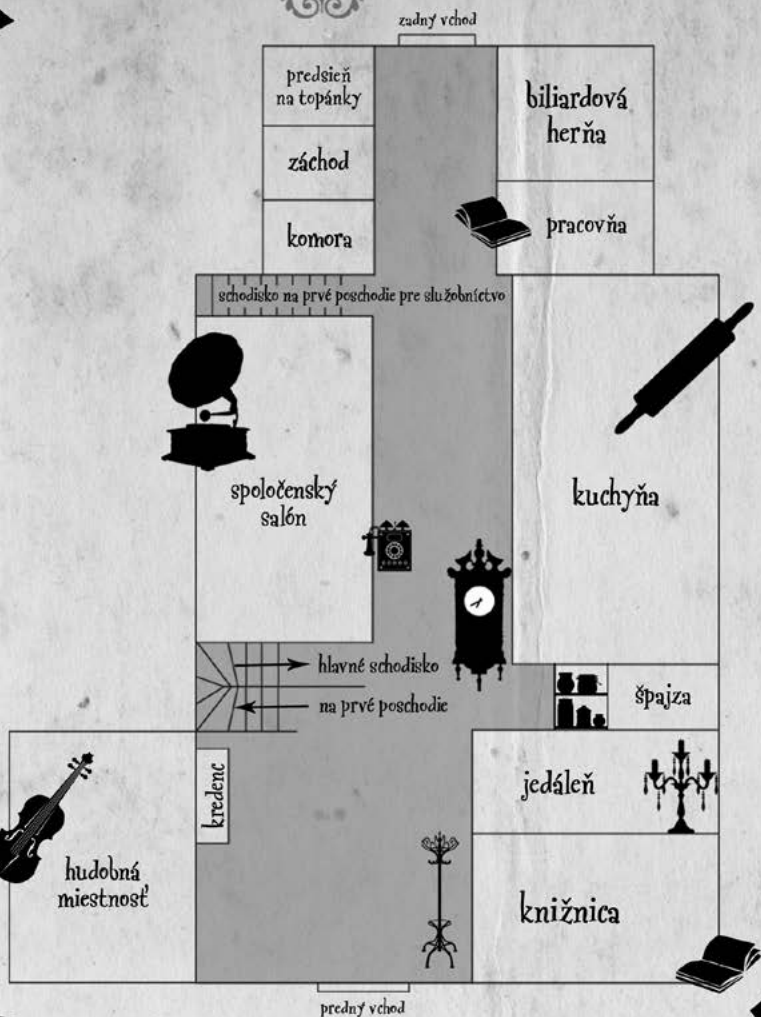 zadný vchod
predsieň
na topánky
biliardová
herňa
záchod
komora
pracovňa
schodisko na prvé poschodie pre služobníctvo
spoločenský
salón
kuchyňa
hlavné schodisko
na prvé poschodie
špajza
kredenc
jedáleň
hudobná
miestnosť
knižnica
predný vchod